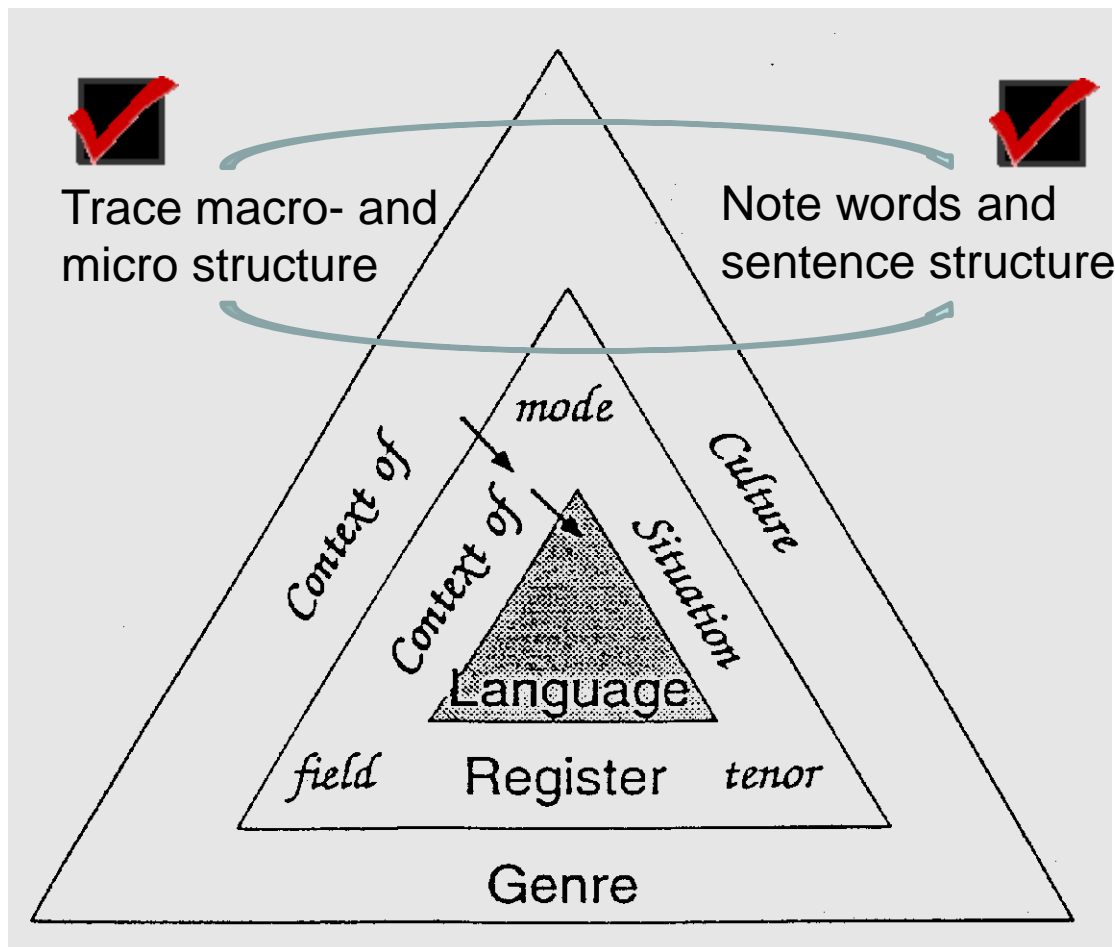 Trace macro- and
micro structure
Note words and
sentence structure
mode
Context of
Culture
Context of
Situation
Language
field
Register
tenor
Genre